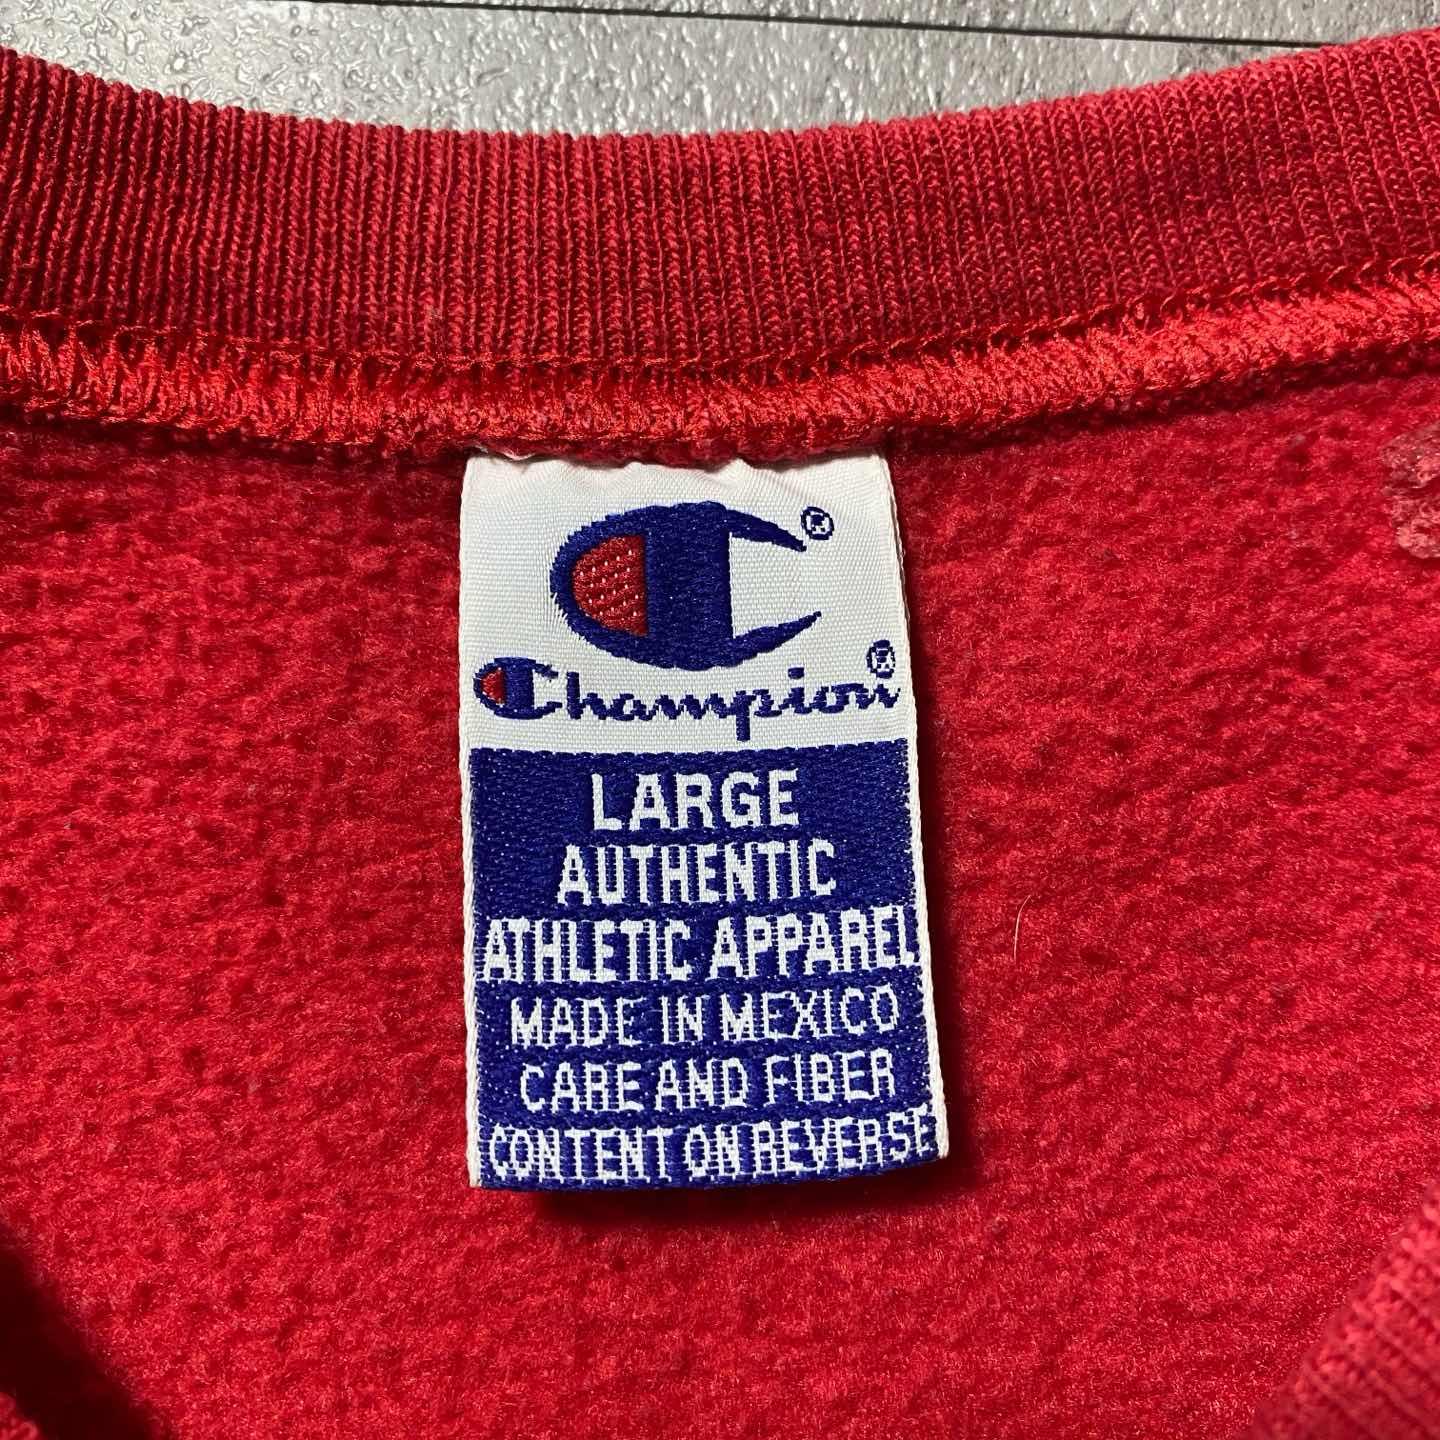 ®
Champion®
LARGE
AUTHENTIC
ATHLETIC APPAREL
MADE IN MEXICO
CARE AND FIBER
CONTENT ON REVERSE